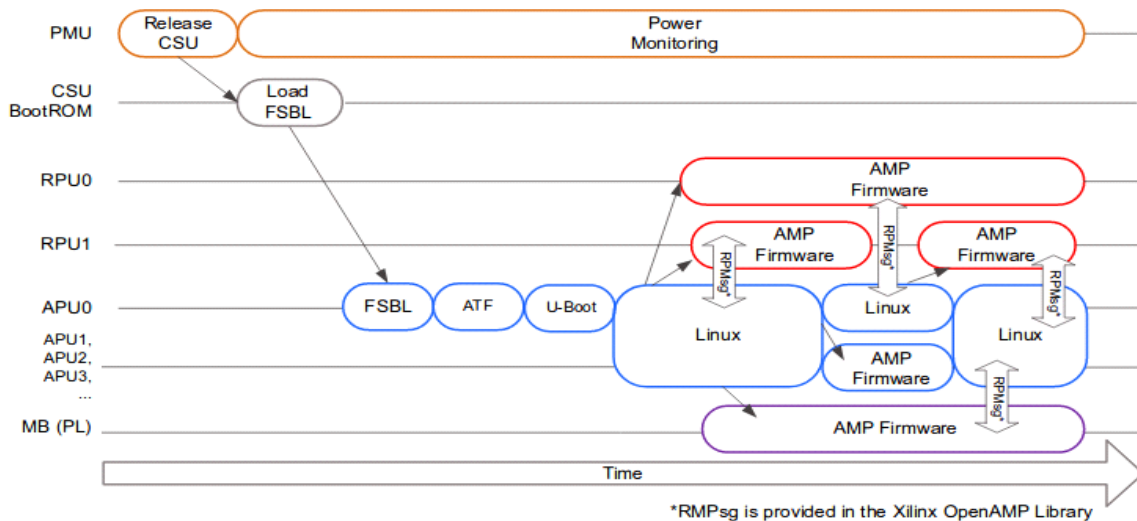 PMU
Release
CSU
Power
Monitoring
CSU
BootROM
Load
FSBL
RPU0
AMP
Firmware
RPU1
AMP
Firmware
RPMsg*
RPMsg*
AMP
Firmware
RPMsg*
APU0
FSBL
ATF
U-Boot
Linux
Linux
Linux
APU1,
APU2,
APU3,
...
AMP
Firmware
RPMsg*
MB (PL)
AMP Firmware
Time
*RMPsg is provided in the Xilinx OpenAMP Library